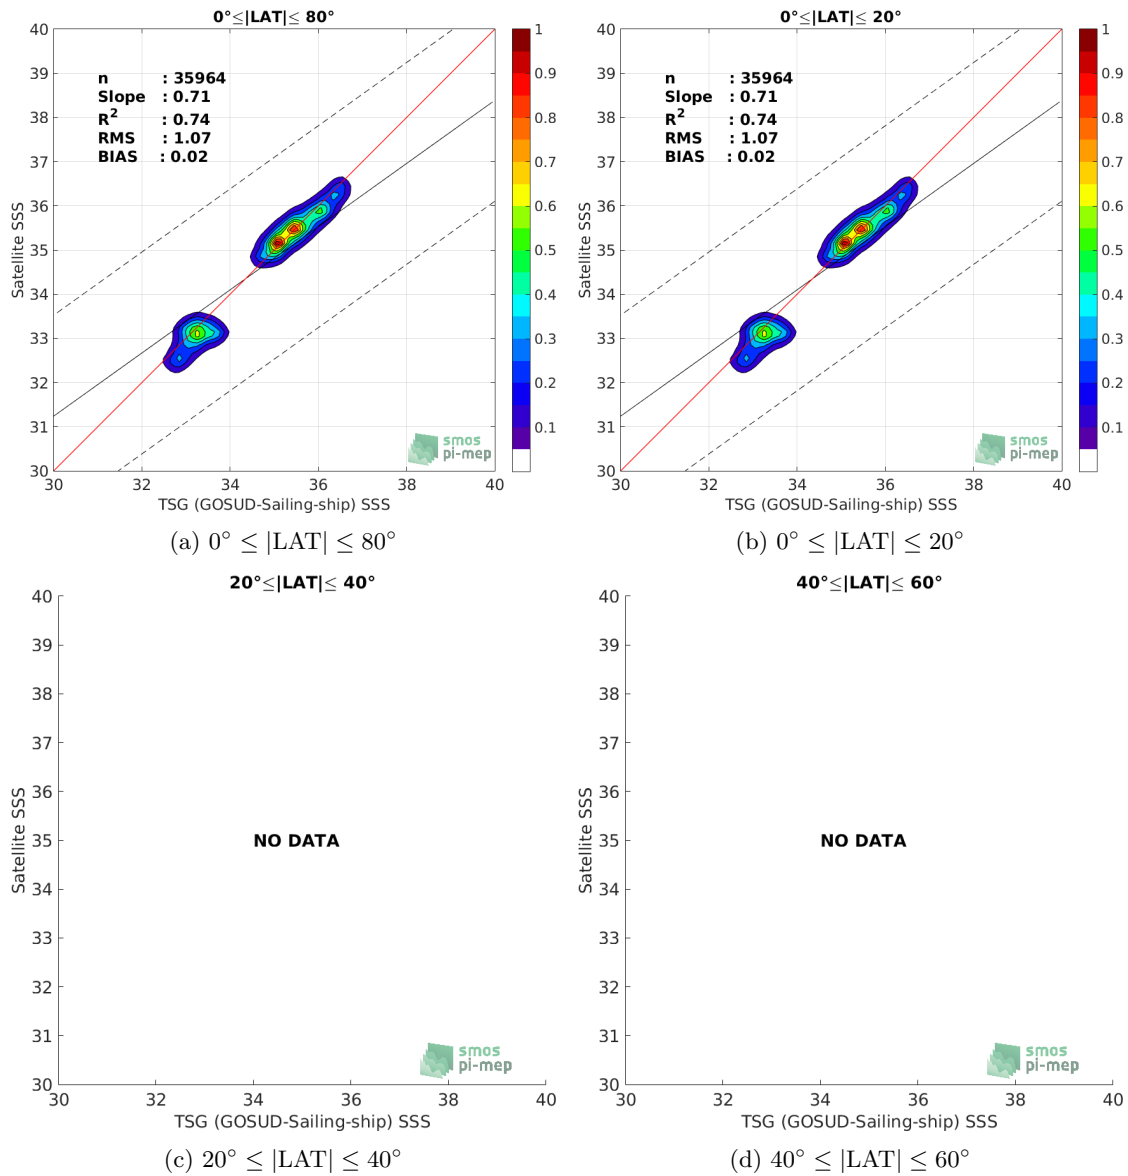 0°≤|LAT|≤ 80°
40
39
38
37
36
35
34
33
32
31
30
Satellite SSS
n : 35964
Slope : 0.71
R2 : 0.74
RMS : 1.07
BIAS : 0.02
smos
pi-mep
30 32 34 36 38 40
TSG (GOSUD-Sailing-ship) SSS
1
0.9
0.8
0.7
0.6
0.5
0.4
0.3
0.2
0.1
(a) 0° ≤ |LAT| ≤ 80°
0°≤|LAT|≤ 20°
40
39
38
37
36
35
34
33
32
31
30
Satellite SSS
n : 35964
Slope : 0.71
R2 : 0.74
RMS : 1.07
BIAS : 0.02
smos
pi-mep
30 32 34 36 38 40
TSG (GOSUD-Sailing-ship) SSS
1
0.9
0.8
0.7
0.6
0.5
0.4
0.3
0.2
0.1
(b) 0° ≤ |LAT| ≤ 20°
20°≤|LAT|≤ 40°
40
39
38
37
36
35
34
33
32
31
30
Satellite SSS
NO DATA
smos
pi-mep
30 32 34 36 38 40
TSG (GOSUD-Sailing-ship) SSS
(c) 20° ≤ |LAT| ≤ 40°
40°≤|LAT|≤ 60°
40
39
38
37
36
35
34
33
32
31
30
Satellite SSS
NO DATA
smos
pi-mep
30 32 34 36 38 40
TSG (GOSUD-Sailing-ship) SSS
(d) 40° ≤ |LAT| ≤ 60°